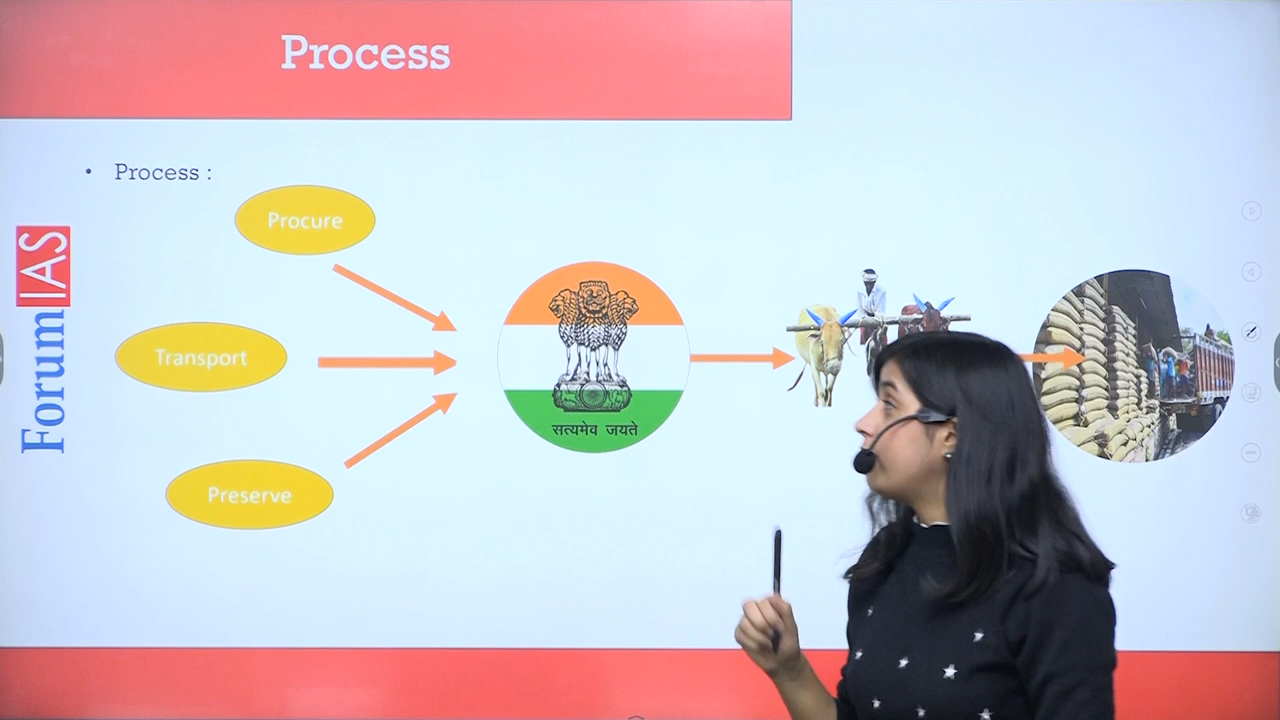 Process
• Process :
Procure
Transport
Preserve
सत्यमेव जयते
ForumIAS